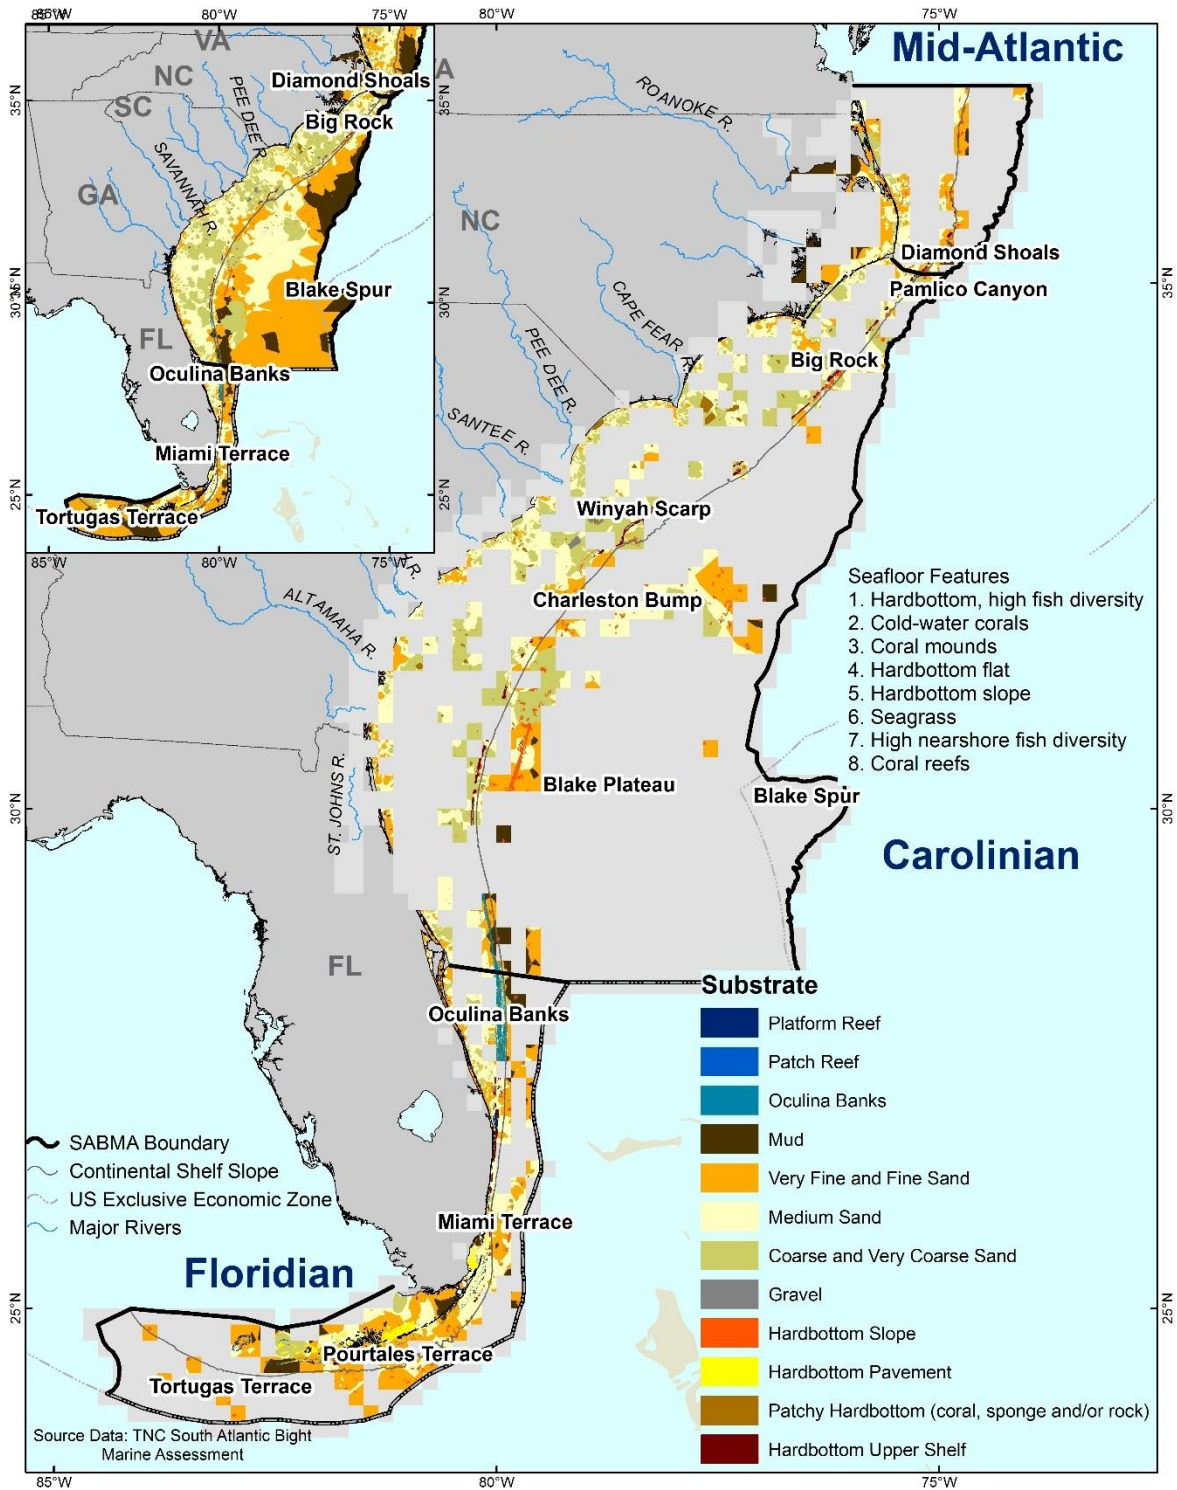 85°W
85°W
80°W
75°W
80°W
75°W
Mid-Atlantic
VA
NC
SC
GA
FL
PEE DEE R.
SAVANNAH R.
Diamond Shoals
Big Rock
Blake Spur
Oculina Banks
Miami Terrace
Tortugas Terrace
35°N
35°N
30°N
30°N
25°N
25°N
85°W
80°W
75°W
A
ROANOKE R.
NC
CAPE FEAR R.
PEE DEE R.
SANTEE R.
Diamond Shoals
Pamlico Canyon
35°N
Big Rock
Winyah Scarp
Charleston Bump
R.
ALTAMAHA R.
ST. JOHNS R.
Seafloor Features
1. Hardbottom, high fish diversity
2. Cold-water corals
3. Coral mounds
4. Hardbottom flat
5. Hardbottom slope
6. Seagrass
7. High nearshore fish diversity
8. Coral reefs
Blake Plateau
Blake Spur
30°N
30°N
Carolinian
FL
Oculina Banks
Substrate
Platform Reef
Patch Reef
Oculina Banks
Mud
Very Fine and Fine Sand
Medium Sand
Coarse and Very Coarse Sand
Gravel
Hardbottom Slope
Hardbottom Pavement
Patchy Hardbottom (coral, sponge and/or rock)
Hardbottom Upper Shelf
SABMA Boundary
Continental Shelf Slope
US Exclusive Economic Zone
Major Rivers
Miami Terrace
Floridian
25°N
25°N
Pourtales Terrace
Tortugas Terrace
Source Data: TNC South Atlantic Bight
Marine Assessment
85°W
80°W
75°W